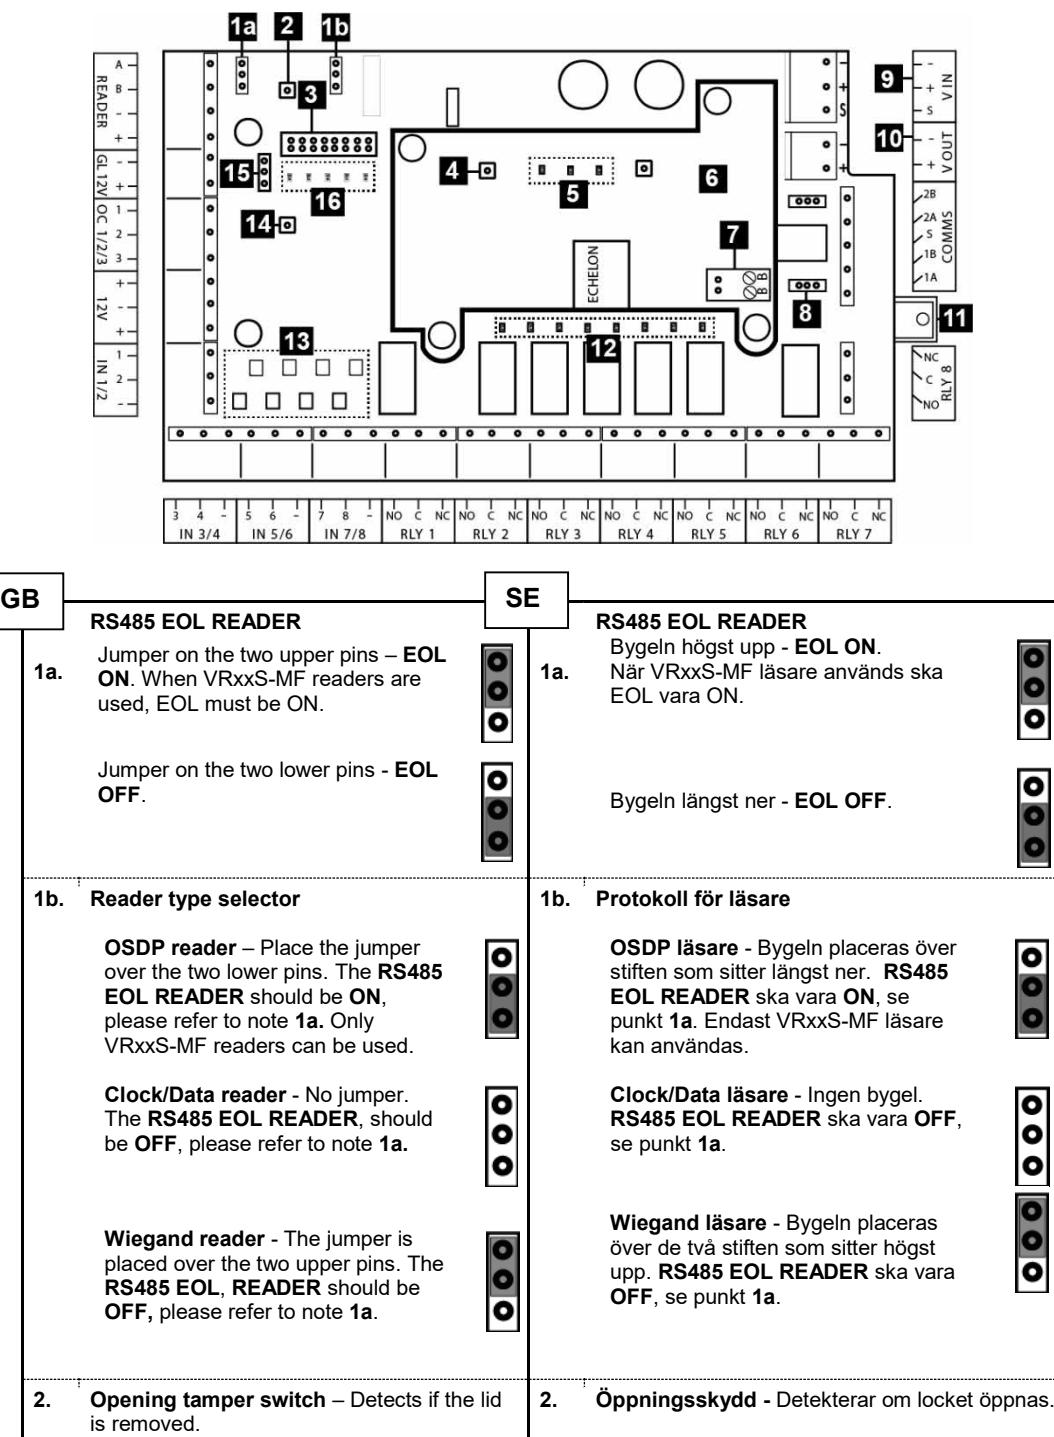 1a 2 1b
READER A B - +
GL 12V - +
OC 1/2/3 1 2 3
12V + - +
IN 1/2 1 2 -
3
15
16
14
13
4
5
6
7
8
12
ECHELON
B B
- + S
- +
9
10
11
V IN - + S
V OUT - +
COMMS 2B 2A S 1B 1A
RLY 8 NC C NO
3 4 - 5 6 - 7 8 - NO C NC NO C NC NO C NC NO C NC NO C NC NO C NC NO C NC
IN 3/4 IN 5/6 IN 7/8 RLY 1 RLY 2 RLY 3 RLY 4 RLY 5 RLY 6 RLY 7
GB
RS485 EOL READER
1a.
Jumper on the two upper pins – EOL
ON. When VRxxS-MF readers are
used, EOL must be ON.
Jumper on the two lower pins - EOL
OFF.
1b. Reader type selector
OSDP reader – Place the jumper
over the two lower pins. The RS485
EOL READER should be ON,
please refer to note 1a. Only
VRxxS-MF readers can be used.
Clock/Data reader - No jumper.
The RS485 EOL READER, should
be OFF, please refer to note 1a.
Wiegand reader - The jumper is
placed over the two upper pins. The
RS485 EOL, READER should be
OFF, please refer to note 1a.
2. Opening tamper switch – Detects if the lid
is removed.
SE
RS485 EOL READER
1a.
Bygeln högst upp - EOL ON.
När VRxxS-MF läsare används ska
EOL vara ON.
Bygeln längst ner - EOL OFF.
1b. Protokoll för läsare
OSDP läsare - Bygeln placeras över
stiften som sitter längst ner. RS485
EOL READER ska vara ON, se
punkt 1a. Endast VRxxS-MF läsare
kan användas.
Clock/Data läsare - Ingen bygel.
RS485 EOL READER ska vara OFF,
se punkt 1a.
Wiegand läsare - Bygeln placeras
över de två stiften som sitter högst
upp. RS485 EOL READER ska vara
OFF, se punkt 1a.
2. Öppningsskydd - Detekterar om locket öppnas.